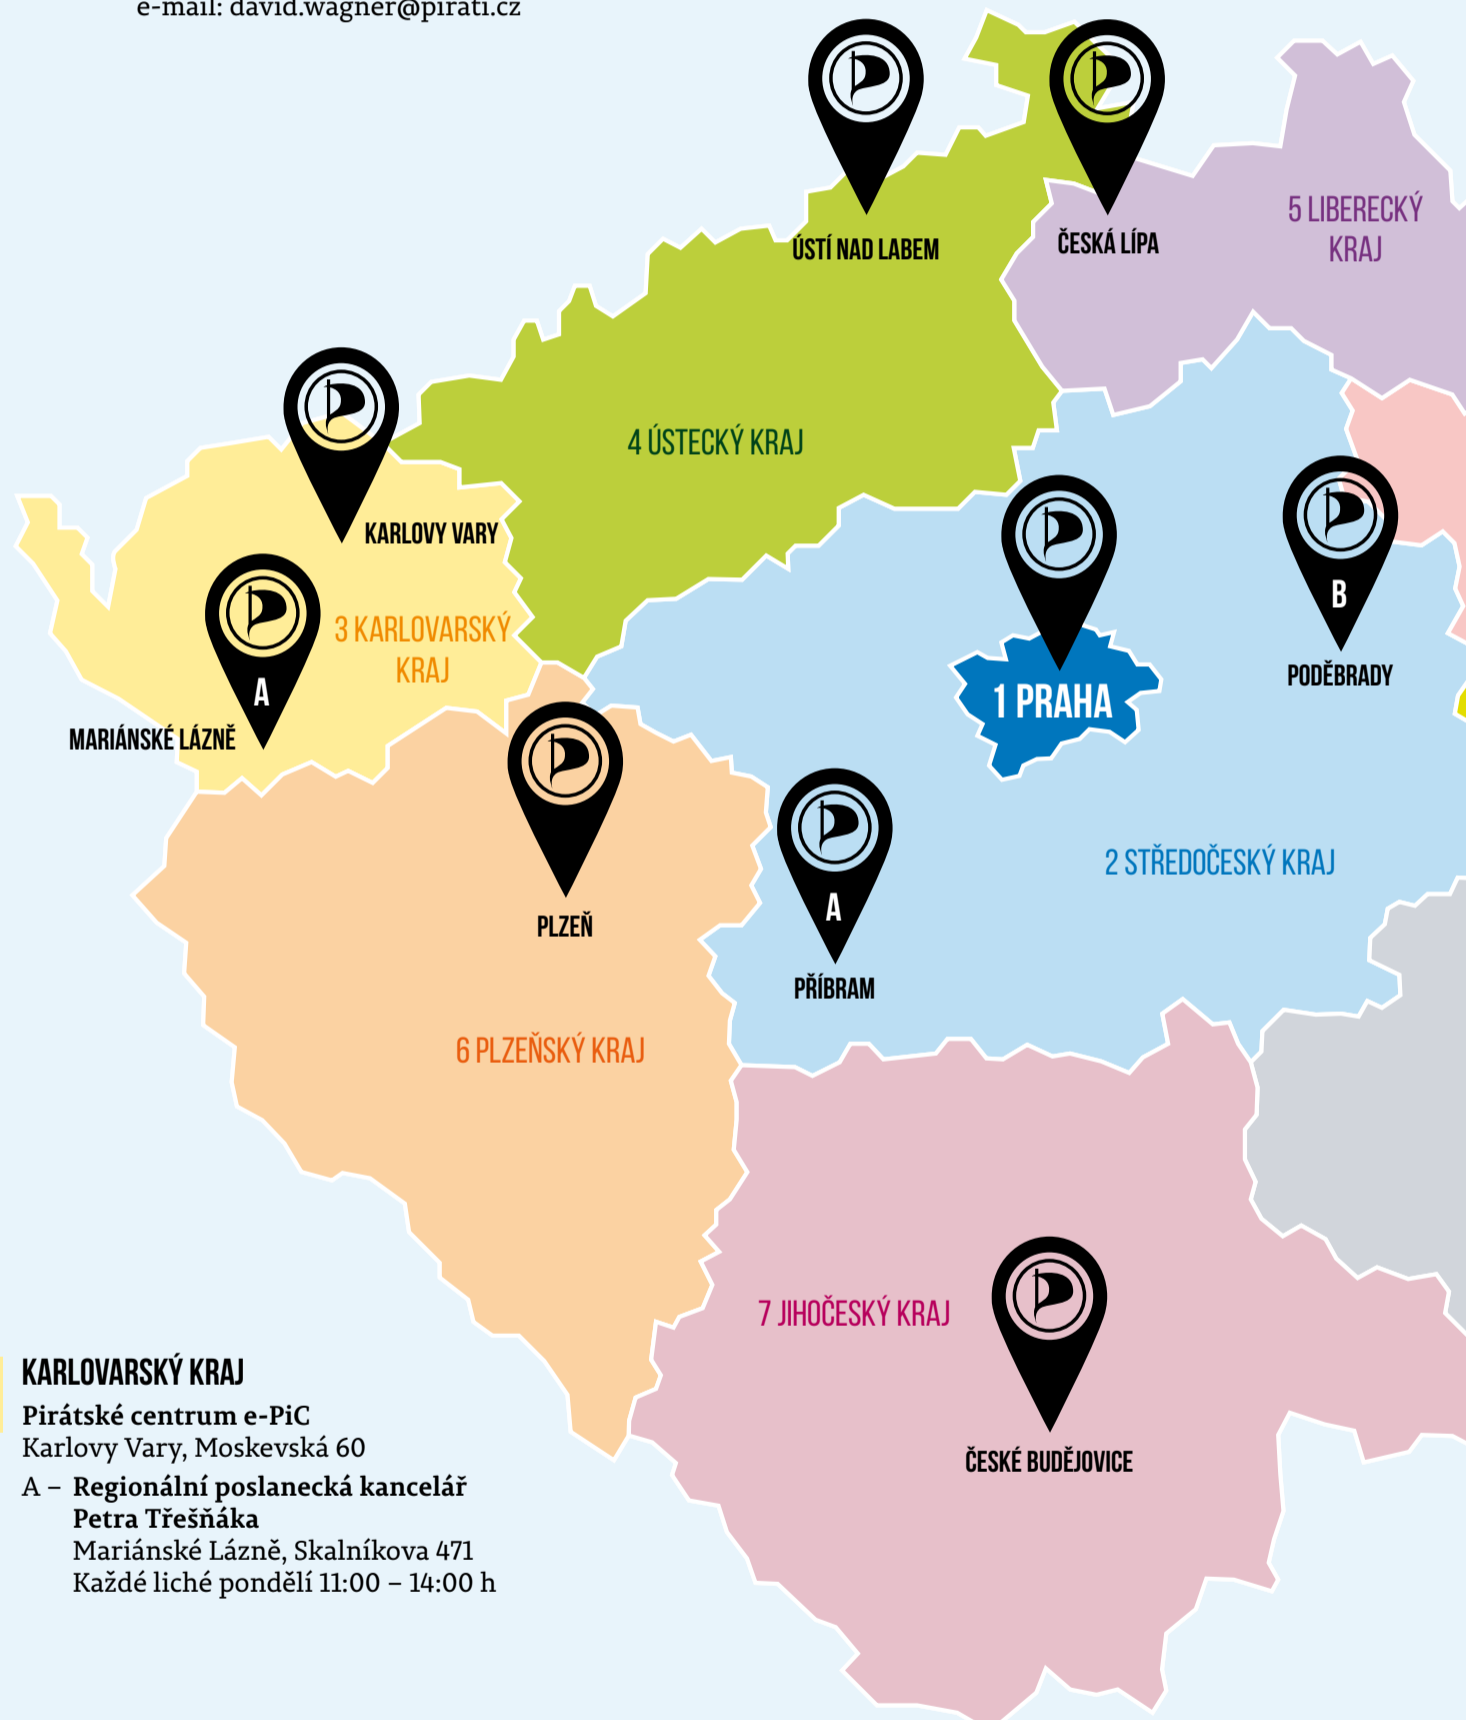 e-mail: david.wagner@pirati.cz
ÚSTÍ NAD LABEM
ČESKÁ LÍPA
5 LIBERECKÝ
KRAJ
4 ÚSTECKÝ KRAJ
KARLOVY VARY
3 KARLOVARSKÝ
KRAJ
A
MARIÁNSKÉ LÁZNĚ
B
PODĚBRADY
1 PRAHA
PLZEŇ
2 STŘEDOČESKÝ KRAJ
A
PŘÍBRAM
6 PLZEŇSKÝ KRAJ
7 JIHOČESKÝ KRAJ
ČESKÉ BUDĚJOVICE
KARLOVARSKÝ KRAJ
Pirátské centrum e-PiC
Karlovy Vary, Moskevská 60
A – Regionální poslanecká kancelář
Petra Třešňáka
Mariánské Lázně, Skalníkova 471
Každé liché pondělí 11:00 – 14:00 h